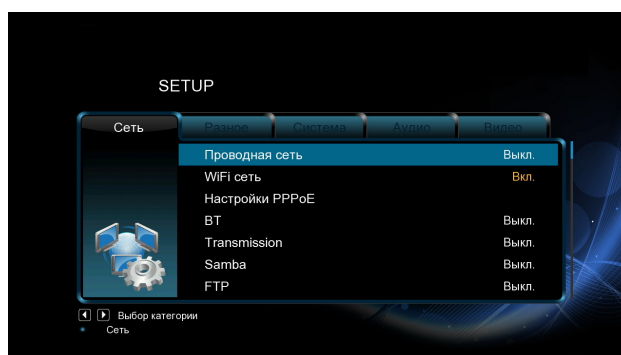 SETUP
Сеть Разное Система Аудио Видео
Проводная сеть Выкл.
WiFi сеть Вкл.
Настройки PPPoE
BT Выкл.
Transmission Выкл.
Samba Выкл.
FTP Выкл.
Выбор категории
Сеть